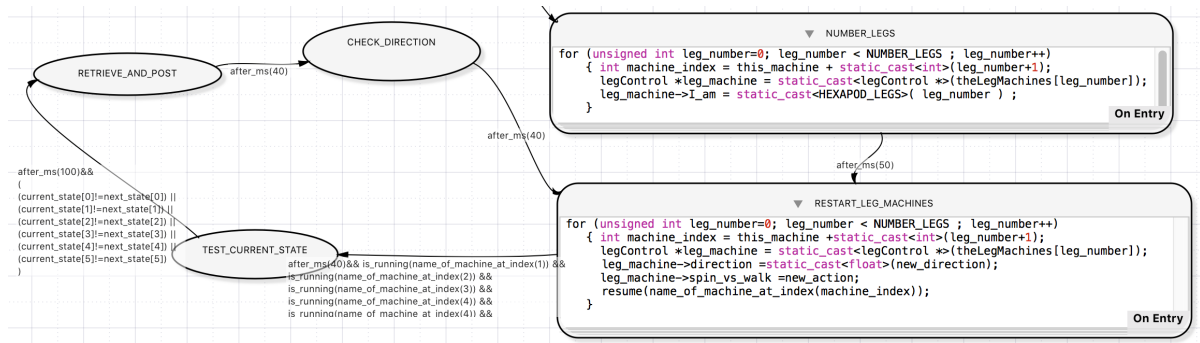 CHECK_DIRECTION
RETRIEVE_AND_POST
after_ms(40)
NUMBER_LEGS
for (unsigned int leg_number=0; leg_number < NUMBER_LEGS ; leg_number++)
{ int machine_index = this_machine + static_cast<int>(leg_number+1);
legControl *leg_machine = static_cast<legControl *>(theLegMachines[leg_number]);
leg_machine->I_am = static_cast<HEXAPOD_LEGS>( leg_number ) ;
}
On Entry
after_ms(40)
after_ms(50)
after_ms(100)&&
(
(current_state[0]!=next_state[0]) ||
(current_state[1]!=next_state[1]) ||
(current_state[2]!=next_state[2]) ||
(current_state[3]!=next_state[3]) ||
(current_state[4]!=next_state[4]) ||
(current_state[5]!=next_state[5])
)
TEST_CURRENT_STATE
after_ms(40)&& is_running(name_of_machine_at_index(1)) &&
is_running(name_of_machine_at_index(2)) &&
is_running(name_of_machine_at_index(3)) &&
is_running(name_of_machine_at_index(4)) &&
is_running(name_of_machine_at_index(4)) &&
RESTART_LEG_MACHINES
for (unsigned int leg_number=0; leg_number < NUMBER_LEGS ; leg_number++)
{ int machine_index = this_machine +static_cast<int>(leg_number+1);
legControl *leg_machine = static_cast<legControl *>(theLegMachines[leg_number]);
leg_machine->direction =static_cast<float>(new_direction);
leg_machine->spin_vs_walk =new_action;
resume(name_of_machine_at_index(machine_index));
}
On Entry